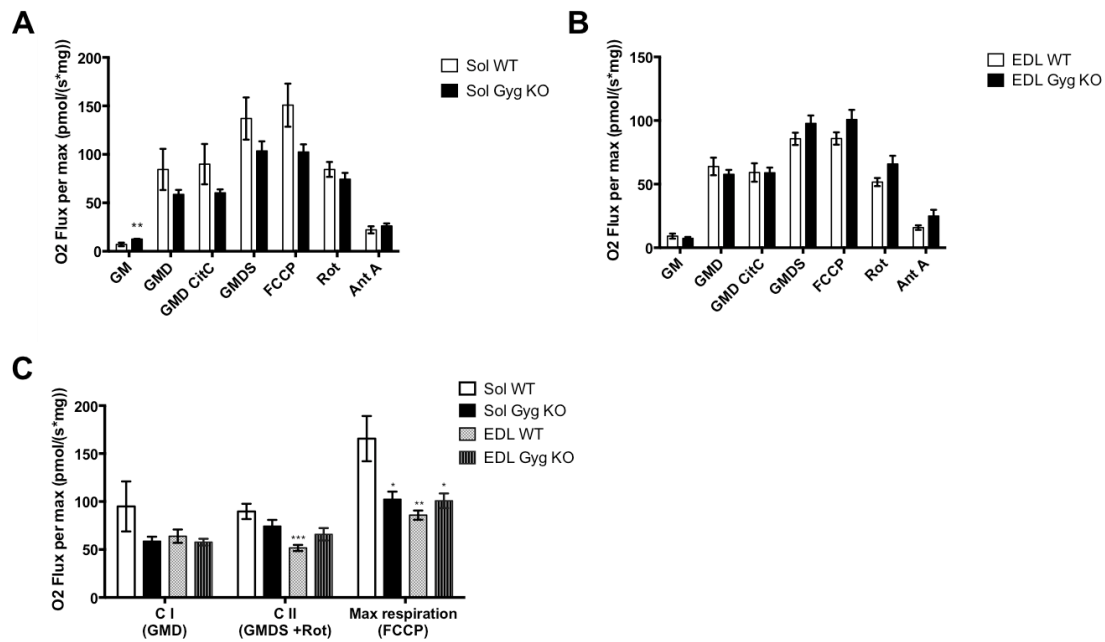 A
O2 Flux per max (pmol/(s*mg))
200
150
100
50
0
**
GM
GMD
GMD CitC
GMDS
FCCP
Rot
Ant A
Sol WT
Sol Gyg KO
B
O2 Flux per max (pmol/(s*mg))
150
100
50
0
GM
GMD
GMD CitC
GMDS
FCCP
Rot
Ant A
EDL WT
EDL Gyg KO
C
O2 Flux per max (pmol/(s*mg))
200
150
100
50
0
***
*
**
*
C I
(GMD)
C II
(GMDS +Rot)
Max respiration
(FCCP)
Sol WT
Sol Gyg KO
EDL WT
EDL Gyg KO